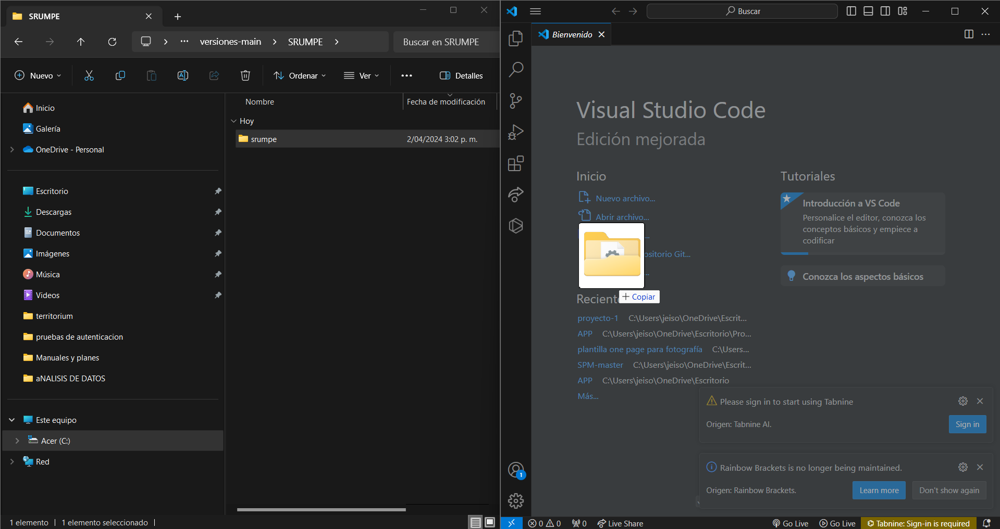 SRUMPE
versiones-main
SRUMPE
Buscar en SRUMPE
Nuevo
Ordenar
Ver
Detalles
Inicio
Galería
OneDrive - Personal
Escritorio
Descargas
Documentos
Imágenes
Música
Videos
territorium
pruebas de autenticacion
Manuales y planes
aNALISIS DE DATOS
Este equipo
Acer (C:)
Red
Nombre
Fecha de modificación
Hoy
srumpe 2/04/2024 3:02 p. m.
1 elemento
1 elemento seleccionado
Buscar
Bienvenido
Visual Studio Code
Edición mejorada
Inicio
Nuevo archivo...
Abrir archivo...
...
ositorio Git...
...
Copiar
Recient
proyecto-1 C:\Users\jeiso\OneDrive\Escrit...
APP C:\Users\jeiso\OneDrive\Escritorio\Pro...
plantilla one page para fotografía C:\Users...
SPM-master C:\Users\jeiso\OneDrive\Escrit...
APP C:\Users\jeiso\OneDrive\Escritorio
Más...
Tutoriales
Introducción a VS Code
Personalice el editor, conozca los
conceptos básicos y empiece a
codificar
Conozca los aspectos básicos
Please sign in to start using Tabnine
Origen: Tabnine AI.
Sign in
Rainbow Brackets is no longer being maintained.
Origen: Rainbow Brackets.
Learn more
Don't show again
1
0 0 0 Live Share
Go Live
Go Live
Tabnine: Sign-in is required